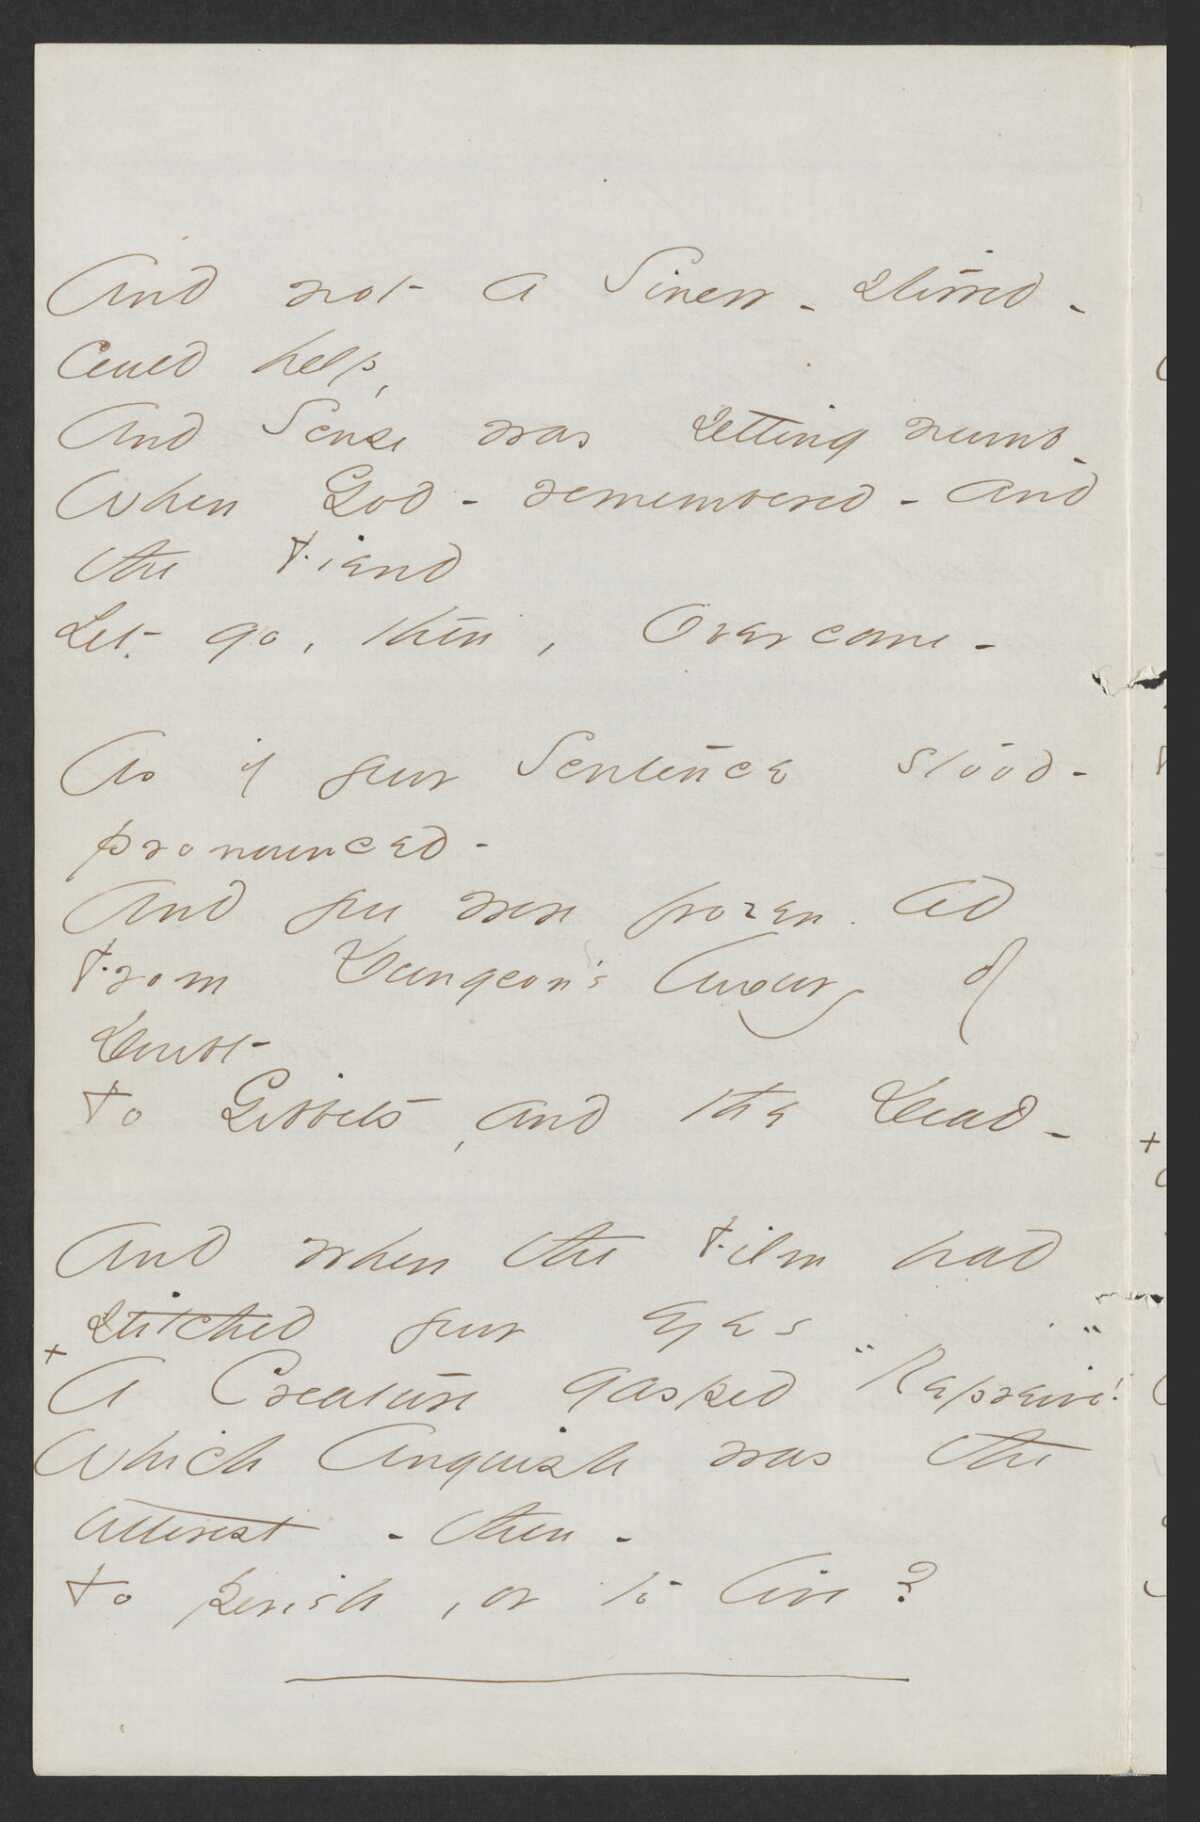 And not a Sinew - Stirred -
Could help,
And Sense was setting numb -
When God - remembered - and
the Fiend
Let go, then, Overcome -
As if your Sentence stood -
pronounced -
And you were frozen led
From Dungeon's luxury of
Doubt
To Gibbets, and the Dead -
And when the Film had
Stitched your Eyes
+ A Creature gasped "Reprieve"!
Which Anguish was the
utterest - then -
To perish, or to live?